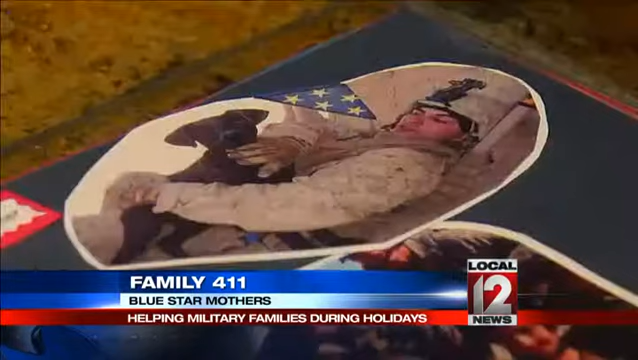 FAMILY 411
BLUE STAR MOTHERS
HELPING MILITARY FAMILIES DURING HOLIDAYS
LOCAL
12
NEWS